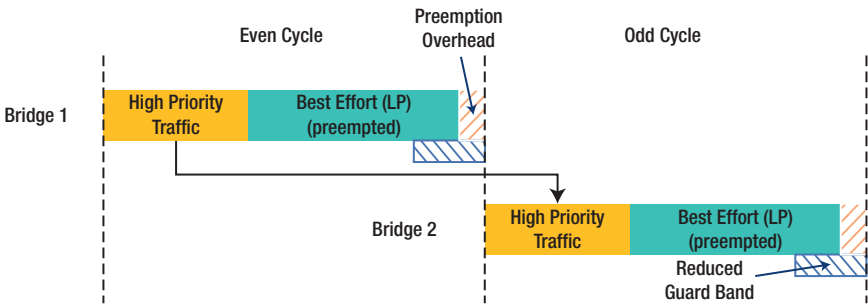 Preemption
Overhead
Even Cycle
Odd Cycle
Bridge 1
High Priority
Traffic
Best Effort (LP)
(preempted)
Bridge 2
High Priority
Traffic
Best Effort (LP)
(preempted)
Reduced
Guard Band